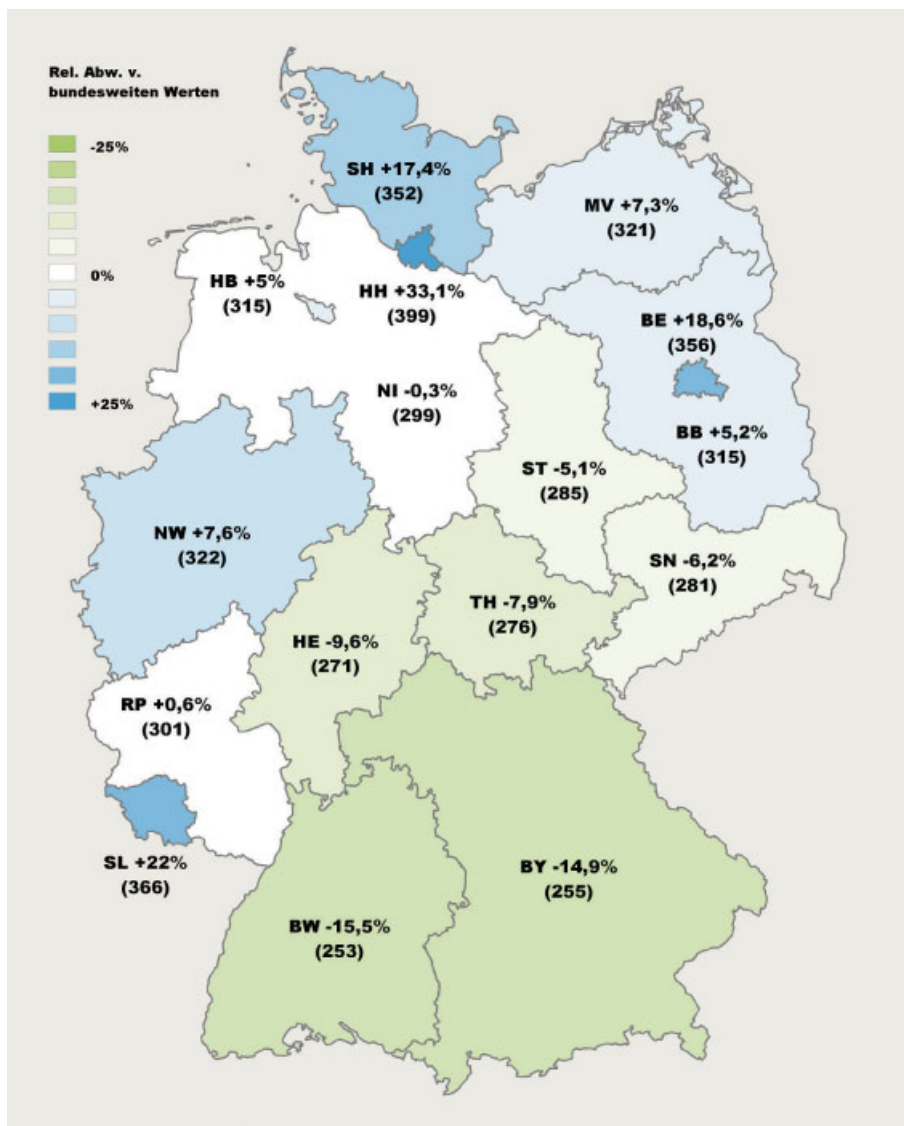 Rel. Abw. v.
bundesweiten Werten
-25%
0%
+25%
SH +17,4%
(352)
MV +7,3%
(321)
HB +5%
(315)
HH +33,1%
(399)
BE +18,6%
(356)
NI -0,3%
(299)
BB +5,2%
(315)
ST -5,1%
(285)
NW +7,6%
(322)
SN -6,2%
(281)
TH -7,9%
(276)
HE -9,6%
(271)
RP +0,6%
(301)
SL +22%
(366)
BY -14,9%
(255)
BW -15,5%
(253)